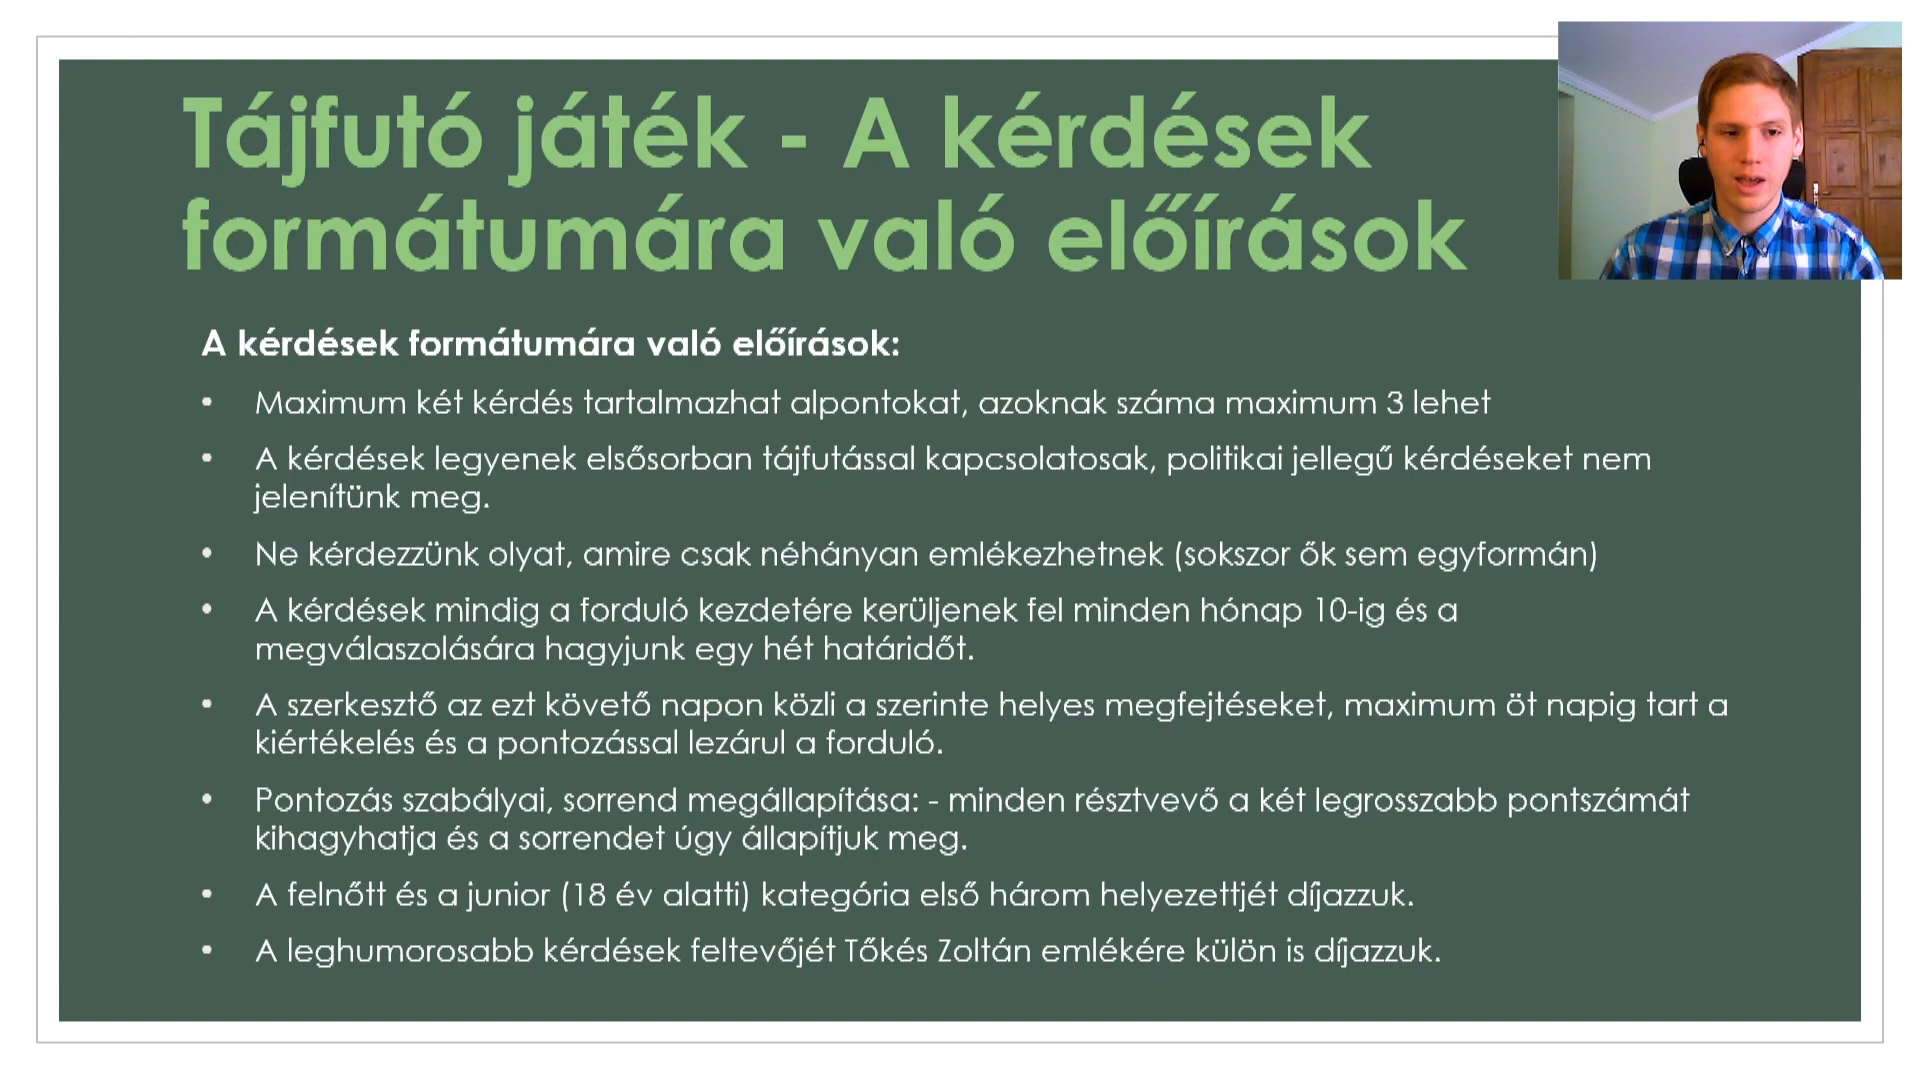 Tájfutó játék - A kérdések
formátumára való előírások
A kérdések formátumára való előírások:
• Maximum két kérdés tartalmazhat alpontokat, azoknak száma maximum 3 lehet
• A kérdések legyenek elsősorban tájfutással kapcsolatosak, politikai jellegű kérdéseket nem
jelenítünk meg.
• Ne kérdezzünk olyat, amire csak néhányan emlékezhetnek (sokszor ők sem egyformán)
• A kérdések mindig a forduló kezdetére kerüljenek fel minden hónap 10-ig és a
megválaszolására hagyjunk egy hét határidőt.
• A szerkesztő az ezt követő napon közli a szerinte helyes megfejtéseket, maximum öt napig tart a
kiértékelés és a pontozással lezárul a forduló.
• Pontozás szabályai, sorrend megállapítása: - minden résztvevő a két legrosszabb pontszámát
kihagyhatja és a sorrendet úgy állapítjuk meg.
• A felnőtt és a junior (18 év alatti) kategória első három helyezettjét díjazzuk.
• A leghumorosabb kérdések feltevőjét Tőkés Zoltán emlékére külön is díjazzuk.